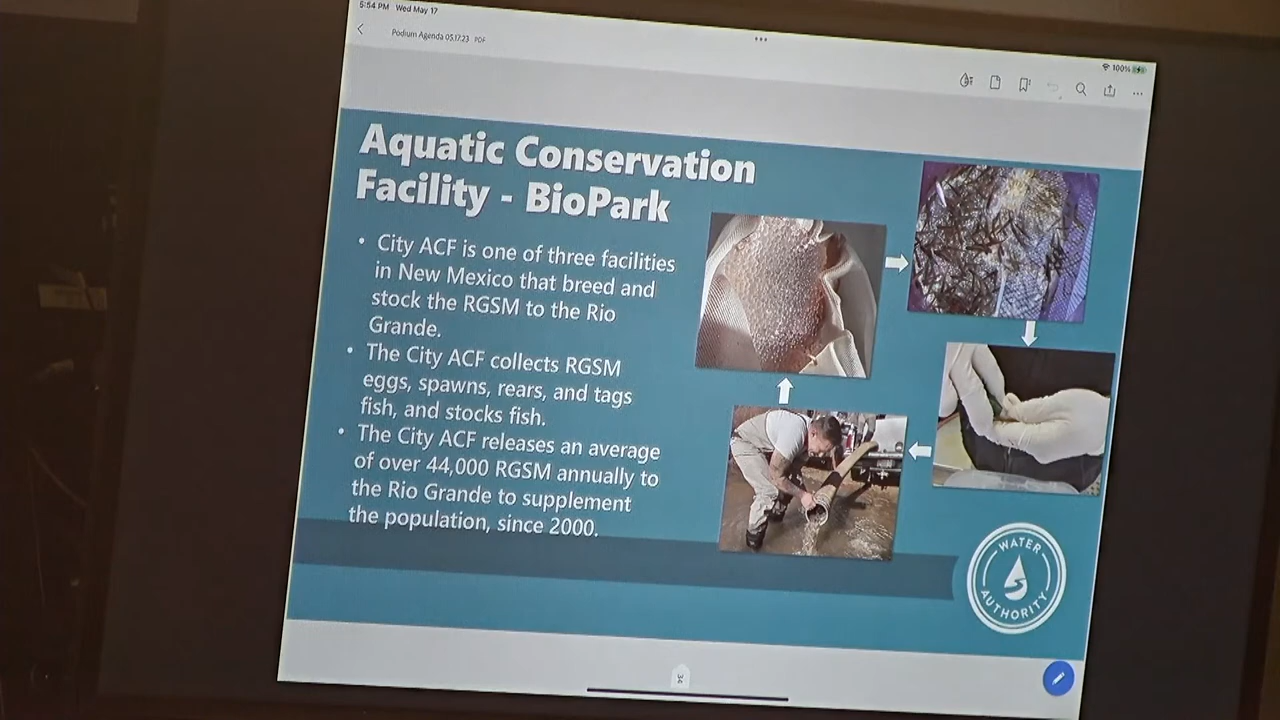 5:54 PM Wed May 17
Podium Agenda 05.17.23 PDF
100%
Aquatic Conservation
Facility - BioPark
• City ACF is one of three facilities
in New Mexico that breed and
stock the RGSM to the Rio
Grande.
• The City ACF collects RGSM
eggs, spawns, rears, and tags
fish, and stocks fish.
• The City ACF releases an average
of over 44,000 RGSM annually to
the Rio Grande to supplement
the population, since 2000.
WATER
AUTHORITY
34